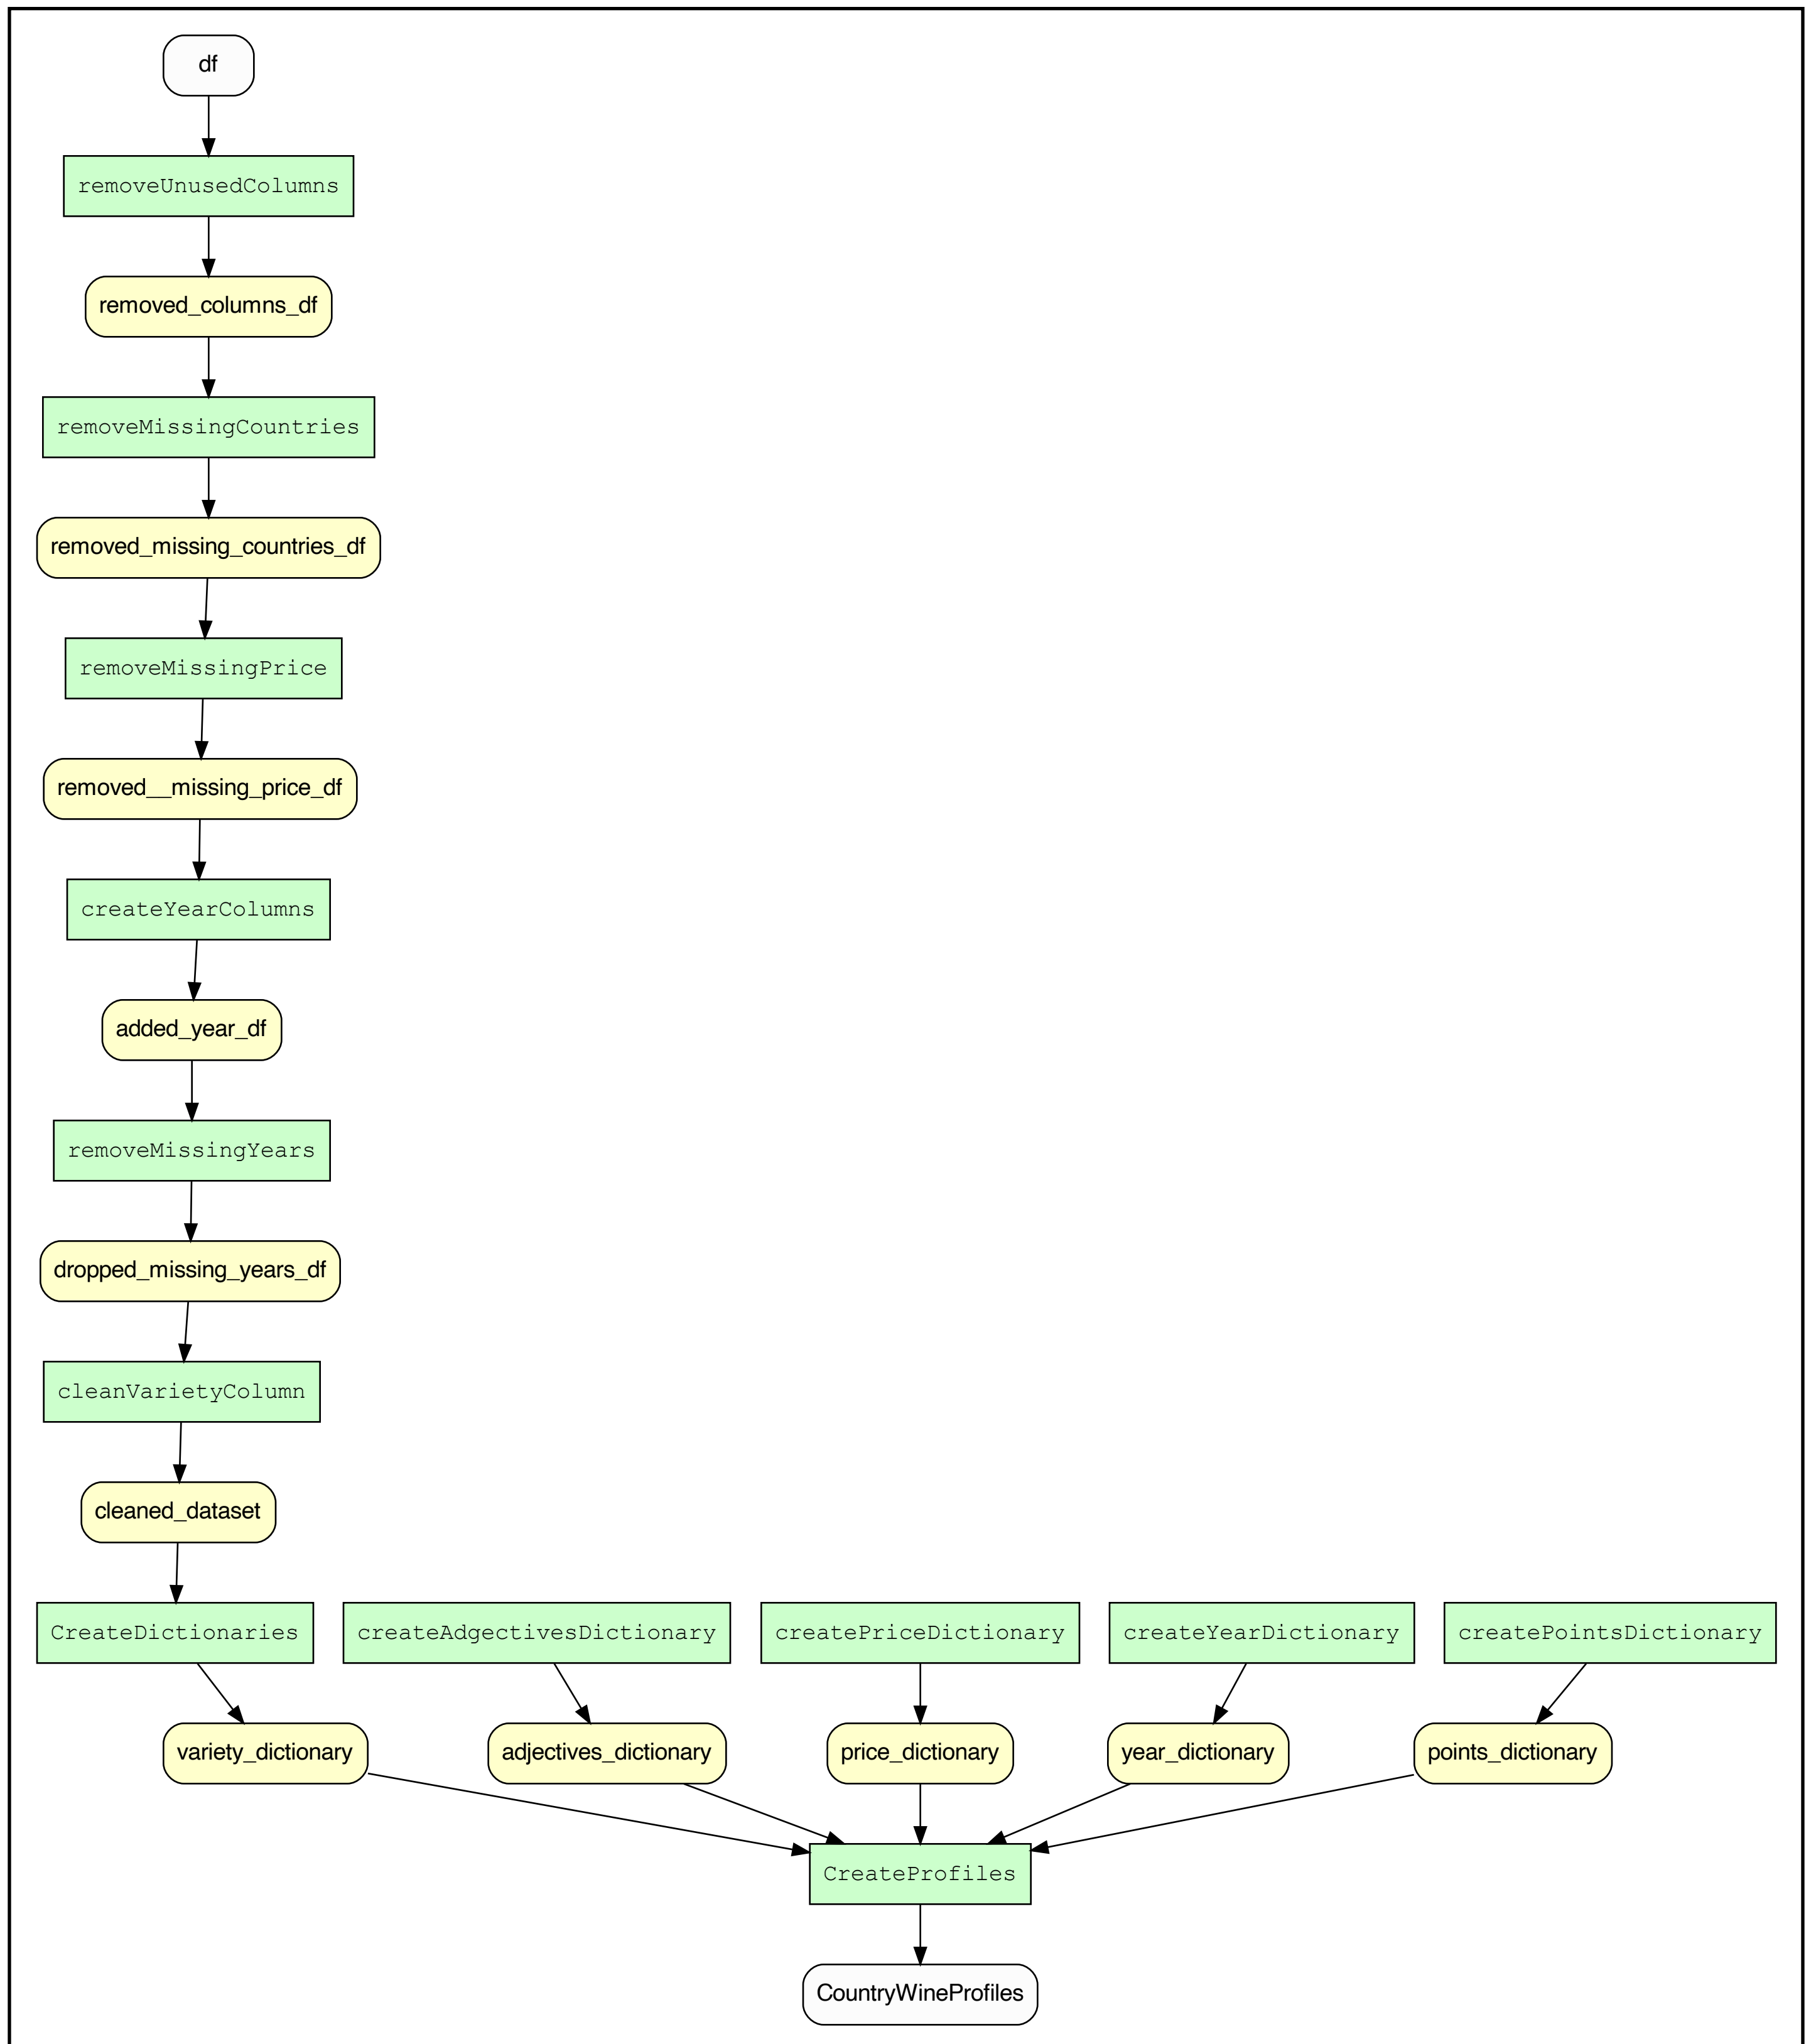 df
removeUnusedColumns
removed_columns_df
removeMissingCountries
removed_missing_countries_df
removeMissingPrice
removed__missing_price_df
createYearColumns
added_year_df
removeMissingYears
dropped_missing_years_df
cleanVarietyColumn
cleaned_dataset
CreateDictionaries
createAdgectivesDictionary
createPriceDictionary
createYearDictionary
createPointsDictionary
variety_dictionary
adjectives_dictionary
price_dictionary
year_dictionary
points_dictionary
CreateProfiles
CountryWineProfiles